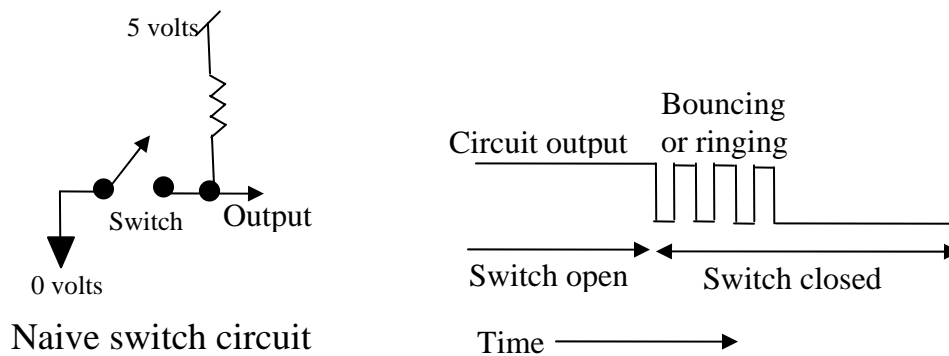 5 volts
Switch
Output
0 volts
Naive switch circuit
Bouncing
or ringing
Circuit output
Switch open
Switch closed
Time